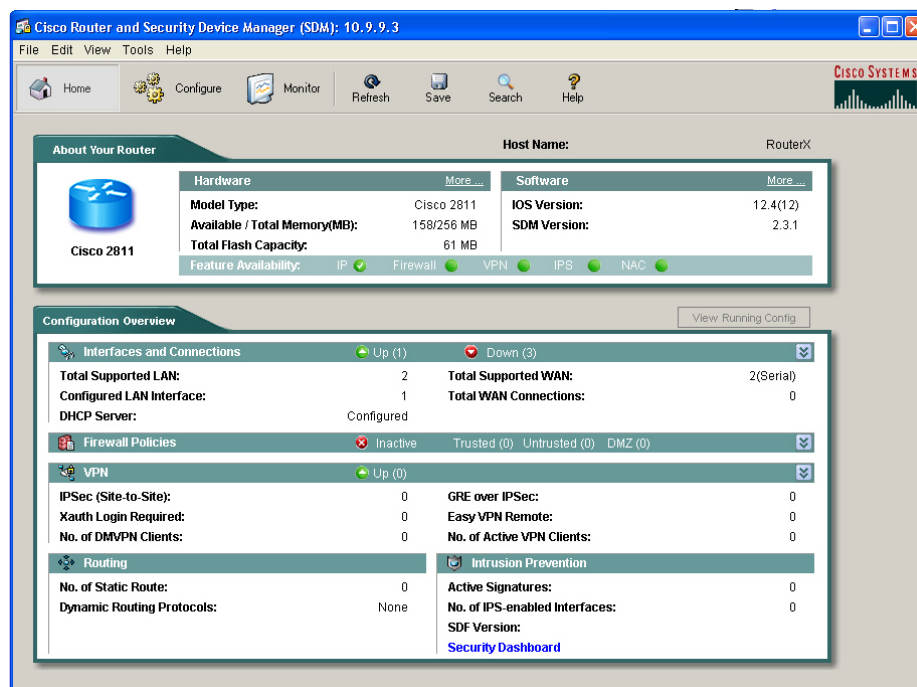 Cisco Router and Security Device Manager (SDM): 10.9.9.3
File Edit View Tools Help
Home Configure Monitor Refresh Save Search Help
CISCO SYSTEMS
About Your Router
Host Name: RouterX
Cisco 2811
Hardware More ...
Model Type: Cisco 2811
Available / Total Memory(MB): 158/256 MB
Total Flash Capacity: 61 MB
Software More ...
IOS Version: 12.4(12)
SDM Version: 2.3.1
Feature Availability: IP Firewall VPN IPS NAC
Configuration Overview
View Running Config
Interfaces and Connections Up (1) Down (3)
Total Supported LAN: 2 Total Supported WAN: 2(Serial)
Configured LAN Interface: 1 Total WAN Connections: 0
DHCP Server: Configured
Firewall Policies Inactive Trusted (0) Untrusted (0) DMZ (0)
VPN Up (0)
IPSec (Site-to-Site): 0 GRE over IPSec: 0
Xauth Login Required: 0 Easy VPN Remote: 0
No. of DMVPN Clients: 0 No. of Active VPN Clients: 0
Routing
No. of Static Route: 0
Dynamic Routing Protocols: None
Intrusion Prevention
Active Signatures: 0
No. of IPS-enabled Interfaces: 0
SDF Version:
Security Dashboard